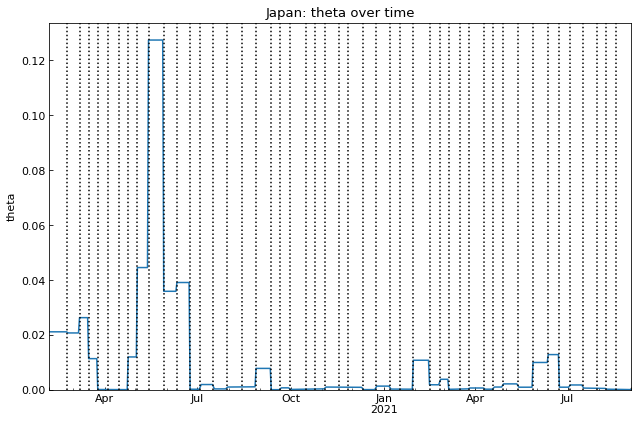 Japan: theta over time
theta
0.12
0.10
0.08
0.06
0.04
0.02
0.00
Apr
Jul
Oct
Jan
2021
Apr
Jul